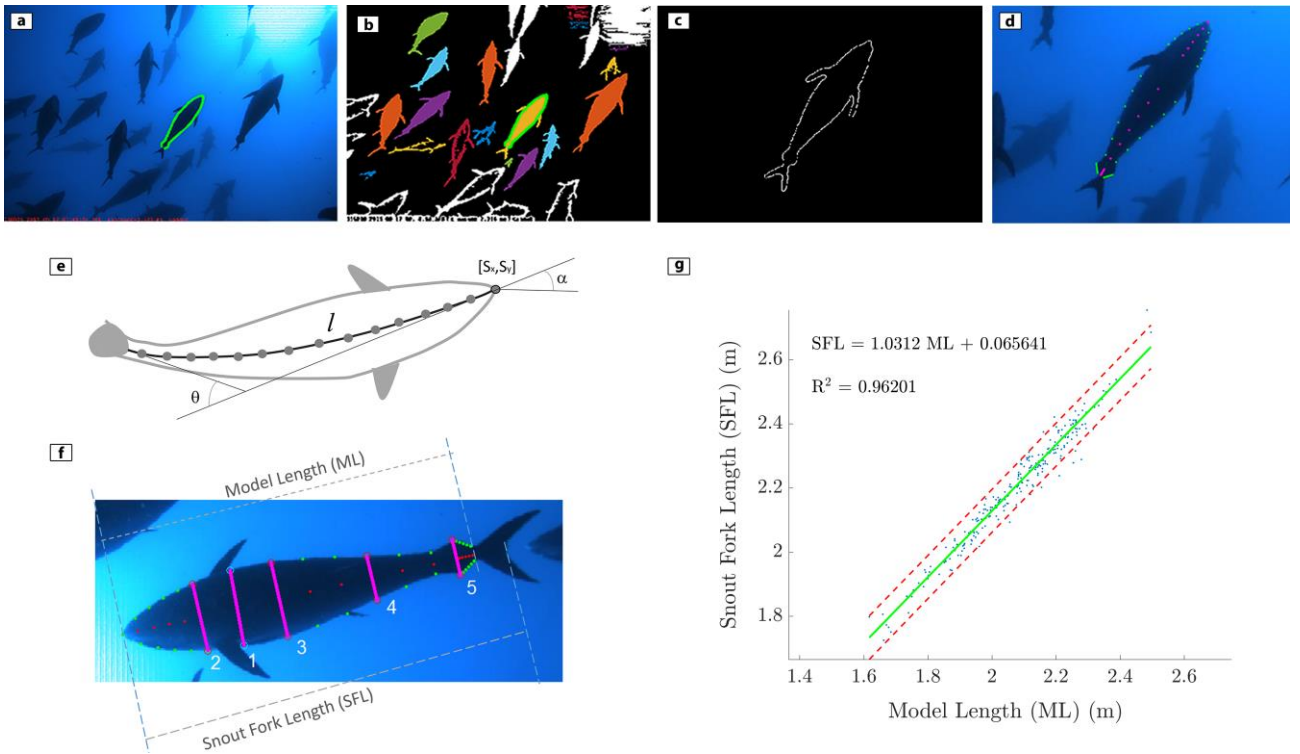 a
b
c
d
e
[Sx,Sy]
α
l
θ
f
Model Length (ML)
2
1
3
4
5
Snout Fork Length (SFL)
g
SFL = 1.0312 ML + 0.065641
R² = 0.96201
Snout Fork Length (SFL) (m)
2.6
2.4
2.2
2
1.8
1.4
1.6
1.8
2
2.2
2.4
2.6
Model Length (ML) (m)